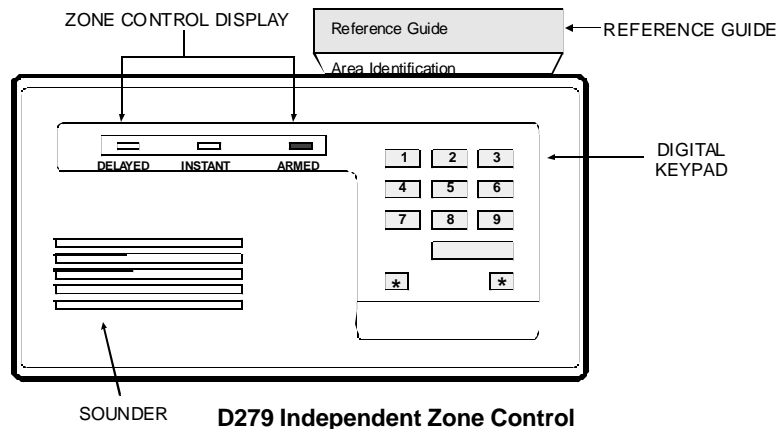 ZONE CONTROL DISPLAY
Reference Guide
REFERENCE GUIDE
Area Identification
DELAYED INSTANT ARMED
1 2 3
DIGITAL
KEYPAD
4 5 6
7 8 9
* *
SOUNDER
D279 Independent Zone Control